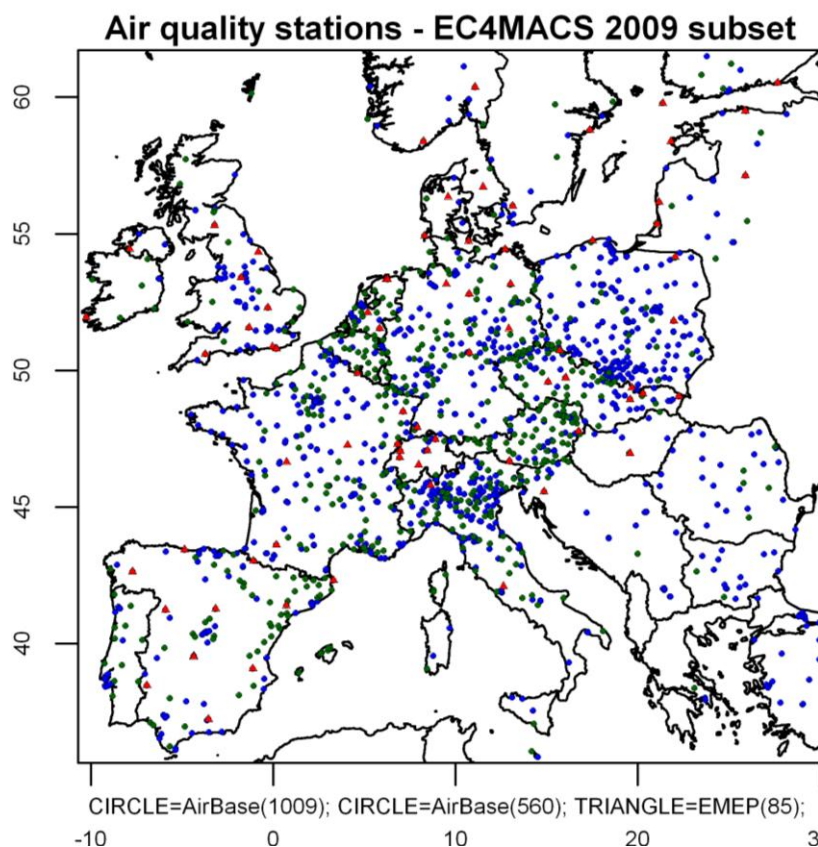 Air quality stations - EC4MACS 2009 subset
60
55
50
45
40
CIRCLE=AirBase(1009); CIRCLE=AirBase(560); TRIANGLE=EMEP(85);
-10 0 10 20